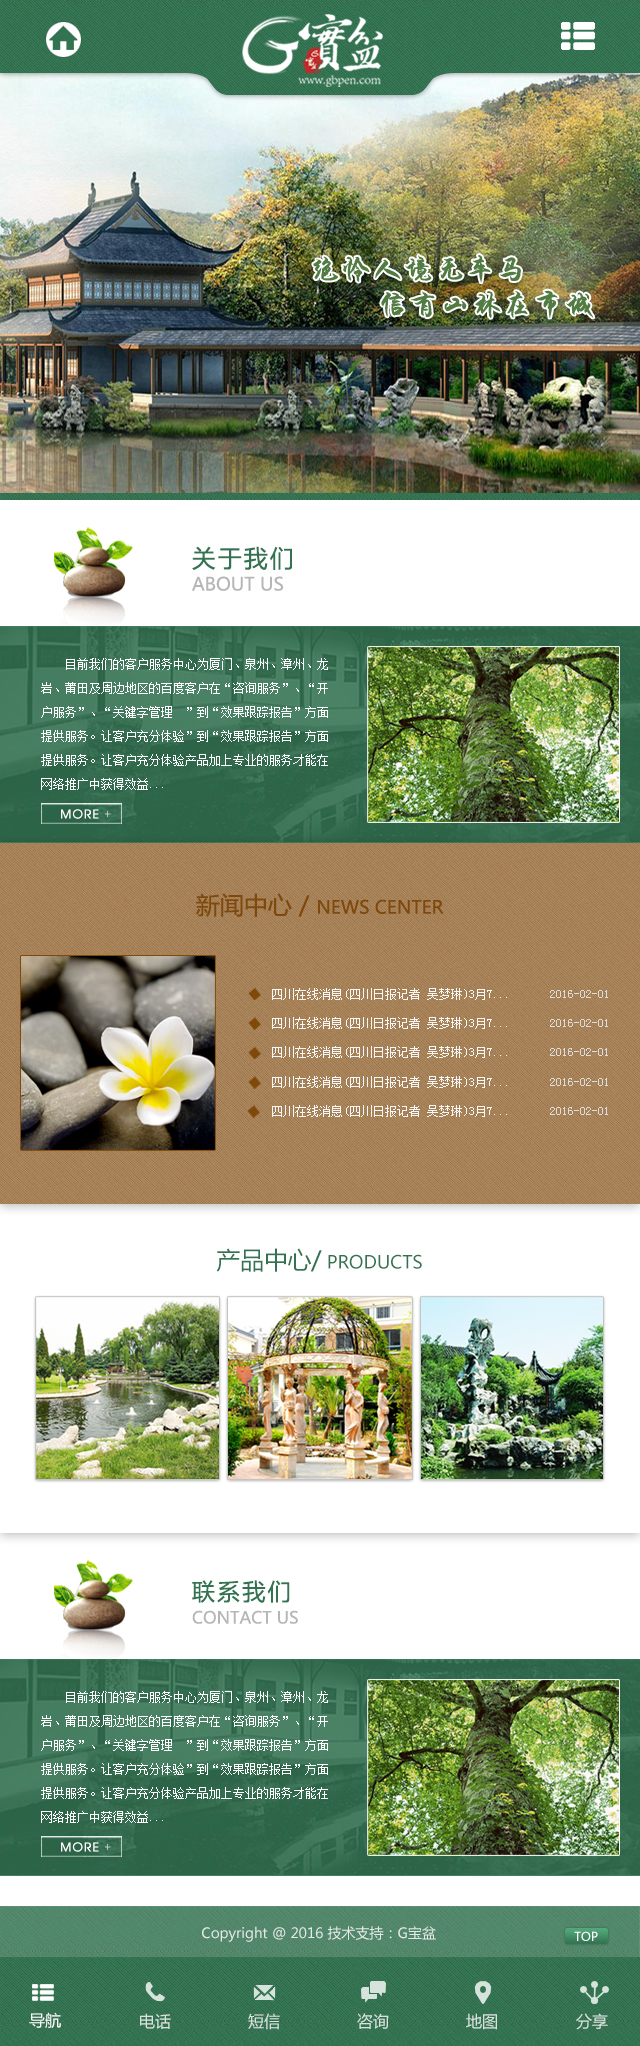 G寶盆
www.gbpen.com
绝怜人境无车马
信有山林在市城
关于我们
ABOUT US
目前我们的客户服务中心为厦门、泉州、漳州、龙
岩、莆田及周边地区的百度客户在“咨询服务”、“开
户服务”、“关键字管理　”到“效果跟踪报告”方面
提供服务。让客户充分体验”到“效果跟踪报告”方面
提供服务。让客户充分体验产品加上专业的服务才能在
网络推广中获得效益...
MORE +
新闻中心 / NEWS CENTER
四川在线消息(四川日报记者 吴梦琳)3月7... 2016-02-01
四川在线消息(四川日报记者 吴梦琳)3月7... 2016-02-01
四川在线消息(四川日报记者 吴梦琳)3月7... 2016-02-01
四川在线消息(四川日报记者 吴梦琳)3月7... 2016-02-01
四川在线消息(四川日报记者 吴梦琳)3月7... 2016-02-01
产品中心/ PRODUCTS
联系我们
CONTACT US
目前我们的客户服务中心为厦门、泉州、漳州、龙
岩、莆田及周边地区的百度客户在“咨询服务”、“开
户服务”、“关键字管理　”到“效果跟踪报告”方面
提供服务。让客户充分体验”到“效果跟踪报告”方面
提供服务。让客户充分体验产品加上专业的服务才能在
网络推广中获得效益...
MORE +
Copyright @ 2016 技术支持：G宝盆
TOP
导航 电话 短信 咨询 地图 分享